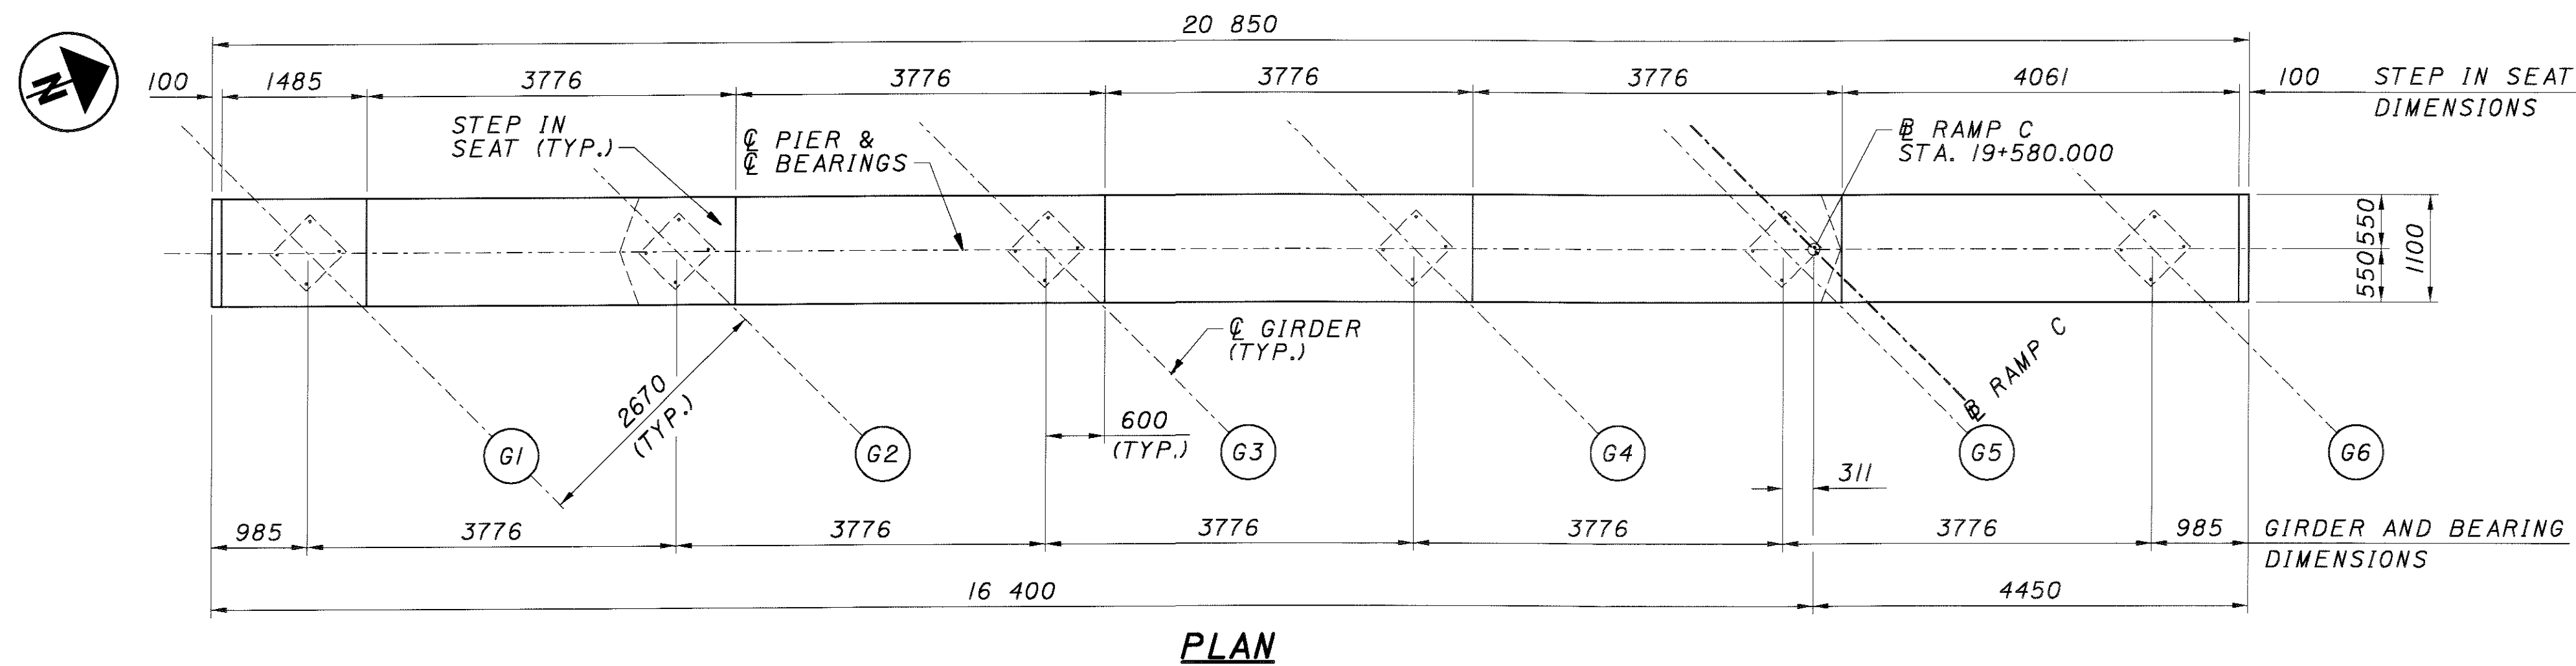 20 850
100 1485 3776 3776 3776 3776 4061 100 STEP IN SEAT
DIMENSIONS
N
STEP IN
SEAT (TYP.)
℄ PIER &
℄ BEARINGS
RAMP C
STA. 19+580.000
550
550
1100
℄ GIRDER
(TYP.)
RAMP C
2670
(TYP.)
600
(TYP.)
G1 G2 G3 G4 G5 G6
311
985 3776 3776 3776 3776 3776 985 GIRDER AND BEARING
DIMENSIONS
16 400 4450
PLAN